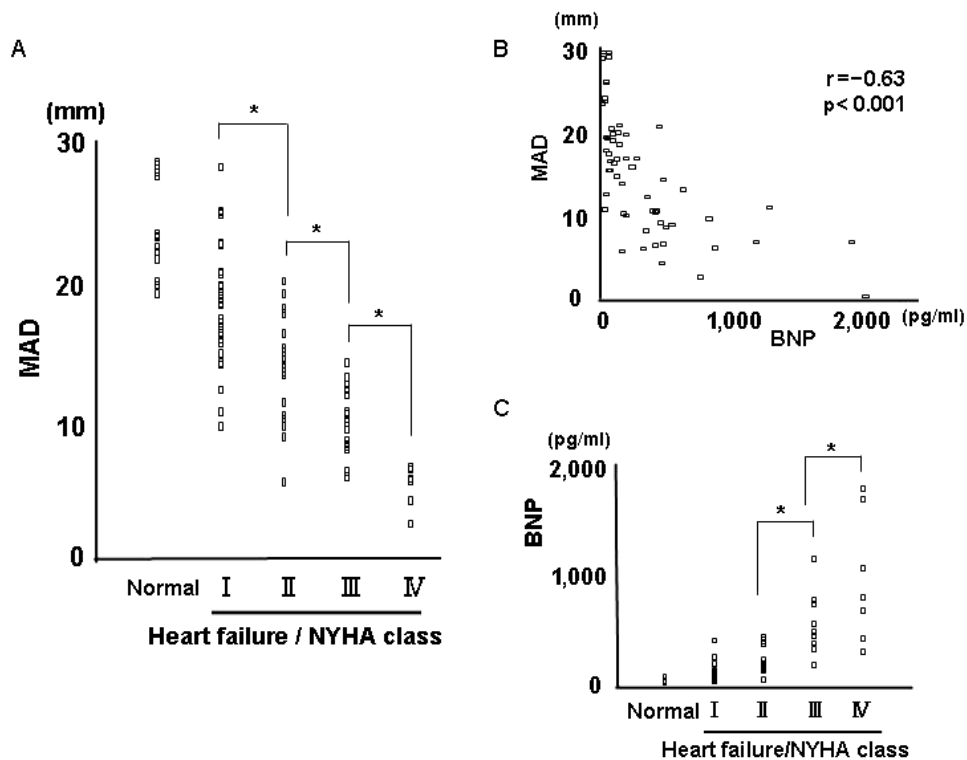 A
(mm)
30
20
10
0
MAD
*
*
*
Normal Ⅰ Ⅱ Ⅲ Ⅳ
Heart failure / NYHA class
B
(mm)
30
20
10
0
MAD
r=−0.63
p< 0.001
0 1,000 2,000 (pg/ml)
BNP
C
(pg/ml)
2,000
1,000
0
BNP
*
*
Normal Ⅰ Ⅱ Ⅲ Ⅳ
Heart failure/NYHA class